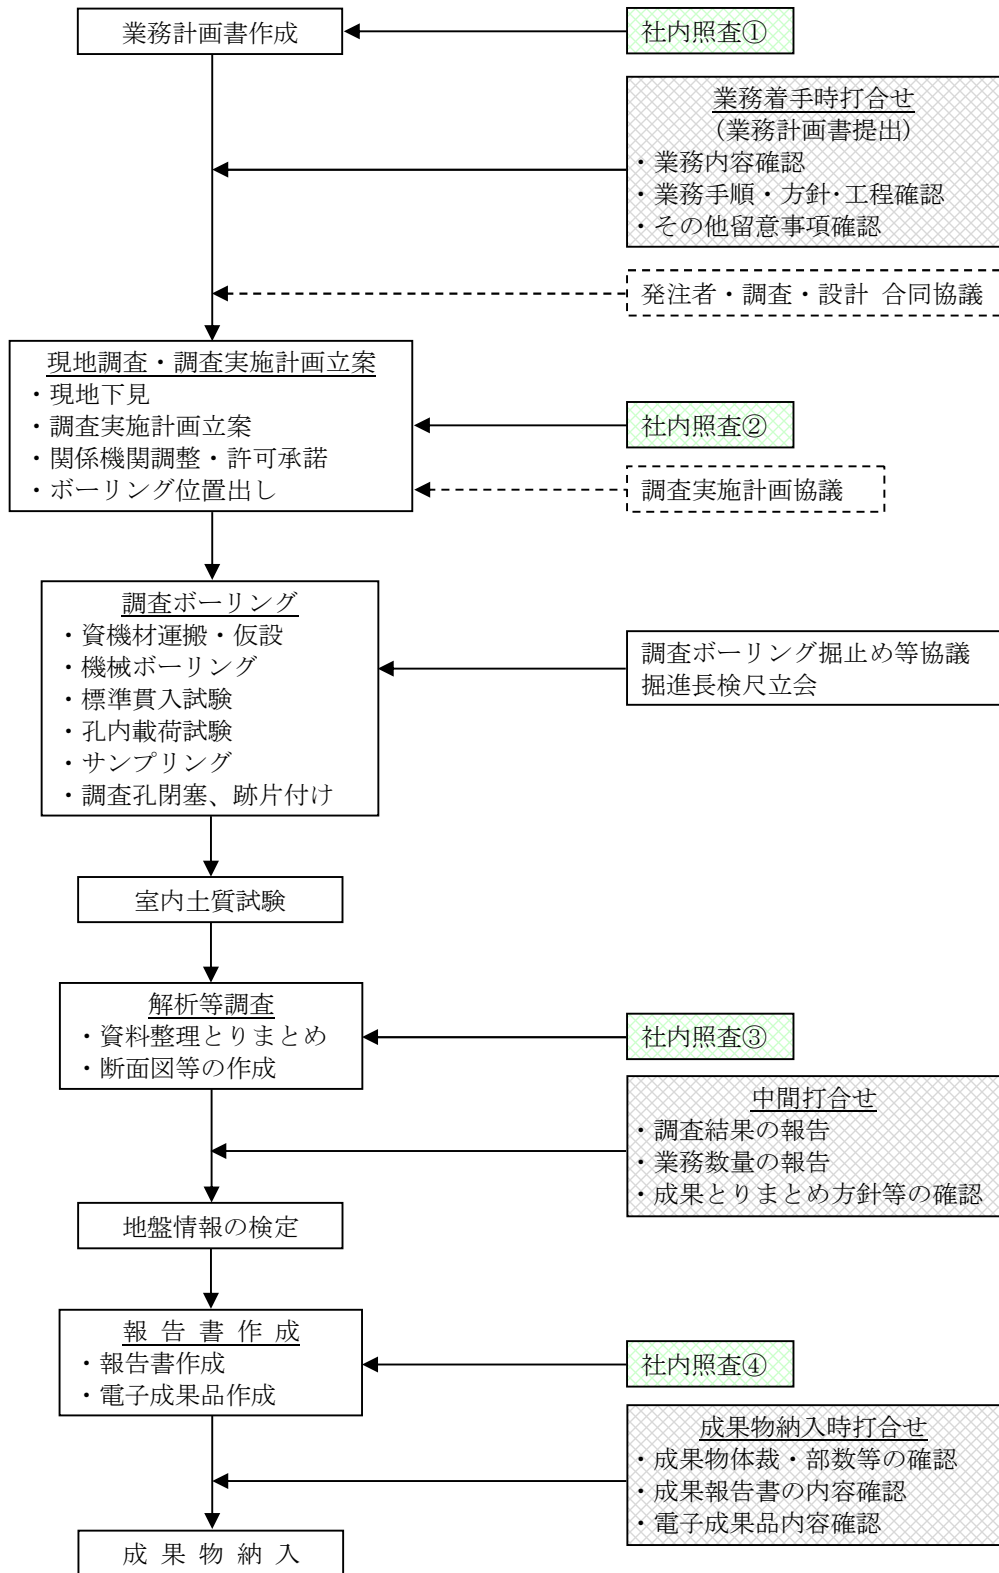 業務計画書作成
社内照査①
業務着手時打合せ
(業務計画書提出)
・業務内容確認
・業務手順・方針・工程確認
・その他留意事項確認
発注者・調査・設計 合同協議
現地調査・調査実施計画立案
・現地下見
・調査実施計画立案
・関係機関調整・許可承諾
・ボーリング位置出し
社内照査②
調査実施計画協議
調査ボーリング
・資機材運搬・仮設
・機械ボーリング
・標準貫入試験
・孔内載荷試験
・サンプリング
・調査孔閉塞、跡片付け
調査ボーリング掘止め等協議
掘進長検尺立会
室内土質試験
解析等調査
・資料整理とりまとめ
・断面図等の作成
社内照査③
中間打合せ
・調査結果の報告
・業務数量の報告
・成果とりまとめ方針等の確認
地盤情報の検定
報 告 書 作 成
・報告書作成
・電子成果品作成
社内照査④
成果物納入時打合せ
・成果物体裁・部数等の確認
・成果報告書の内容確認
・電子成果品内容確認
成 果 物 納 入